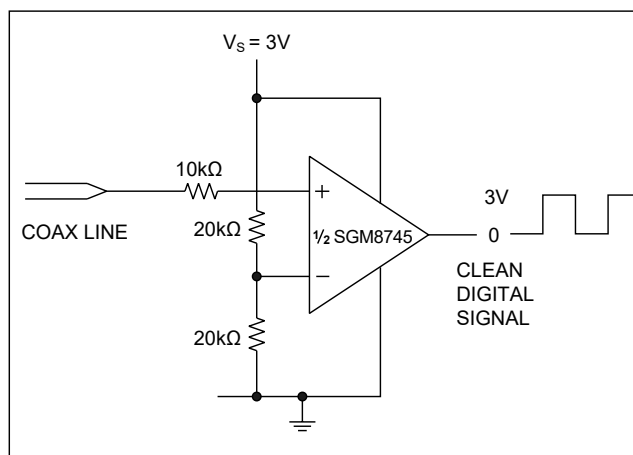 V_S = 3V
10kΩ
COAX LINE
20kΩ
+
½ SGM8745
−
20kΩ
3V
0
CLEAN
DIGITAL
SIGNAL